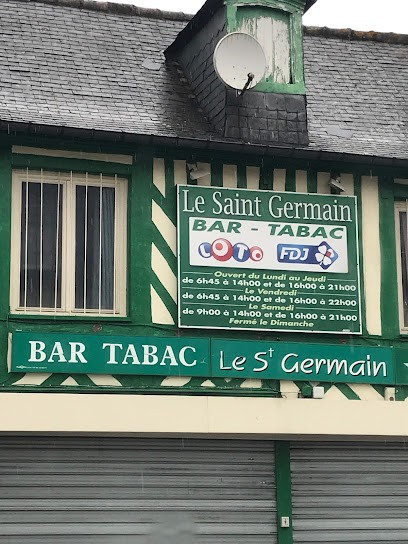 Le Saint Germain
BAR - TABAC
LOTO FDJ
Ouvert du Lundi au Jeudi
de 6h45 à 14h00 et de 16h00 à 21h00
Le Vendredi
de 6h45 à 14h00 et de 16h00 à 22h00
Le Samedi
de 9h00 à 14h00 et de 16h00 à 21h00
Fermé le Dimanche
BAR TABAC Le St Germain